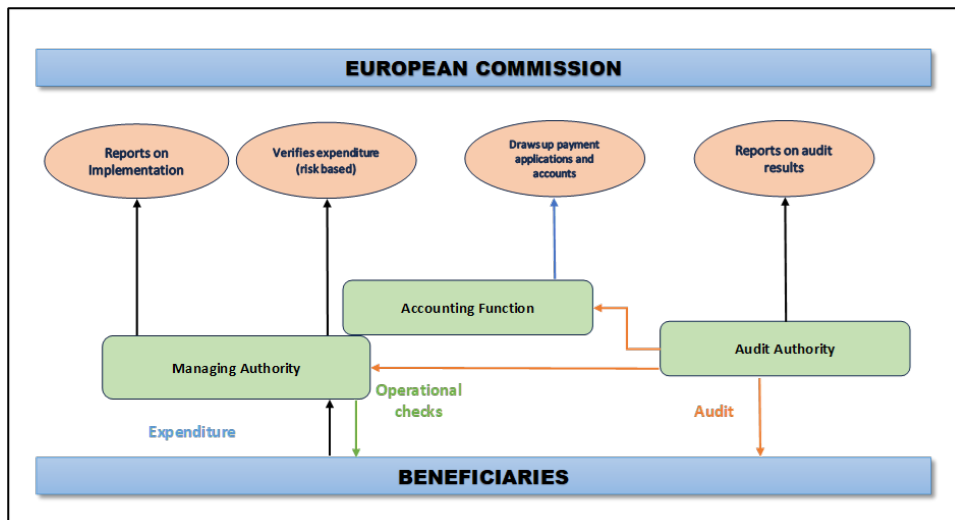 EUROPEAN COMMISSION
Reports on
Implementation
Verifies expenditure
(risk based)
Draws up payment
applications and
accounts
Reports on audit
results
Accounting Function
Managing Authority
Audit Authority
Operational
checks
Expenditure
Audit
BENEFICIARIES